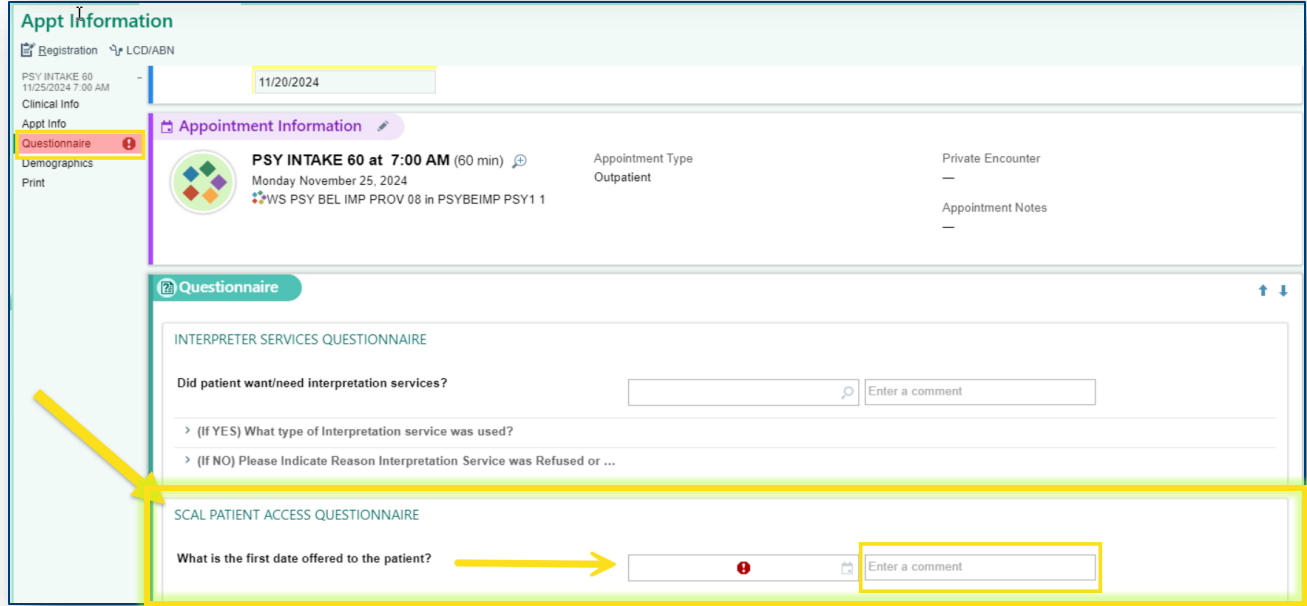 Appt Information
Registration LCD/ABN
PSY INTAKE 60
11/25/2024 7:00 AM
Clinical Info
Appt Info
Questionnaire
Demographics
Print
11/20/2024
Appointment Information
PSY INTAKE 60 at 7:00 AM (60 min)
Monday November 25, 2024
WS PSY BEL IMP PROV 08 in PSYBEIMP PSY1 1
Appointment Type
Outpatient
Private Encounter
—
Appointment Notes
—
Questionnaire
INTERPRETER SERVICES QUESTIONNAIRE
Did patient want/need interpretation services?
Enter a comment
(If YES) What type of Interpretation service was used?
(If NO) Please Indicate Reason Interpretation Service was Refused or ...
SCAL PATIENT ACCESS QUESTIONNAIRE
What is the first date offered to the patient?
Enter a comment